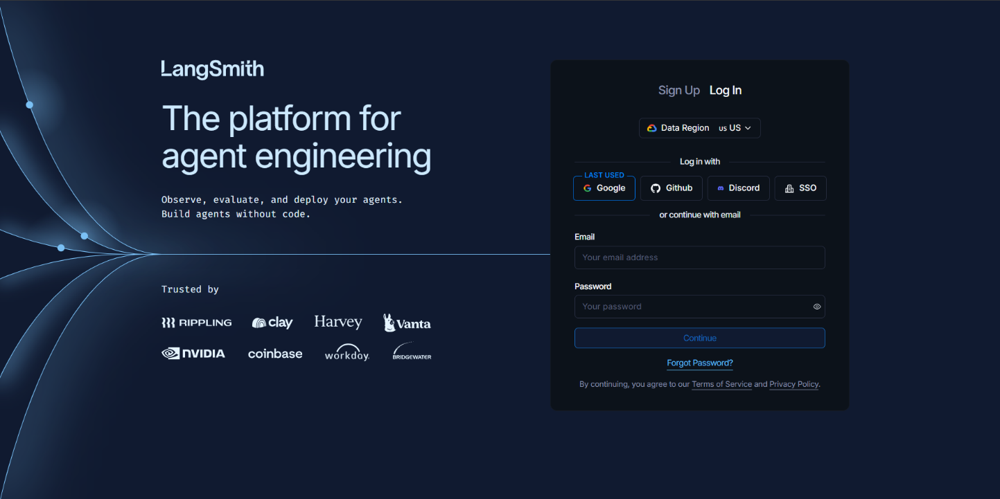 LangSmith
The platform for
agent engineering
Observe, evaluate, and deploy your agents.
Build agents without code.
Trusted by
RIPPLING clay Harvey Vanta
NVIDIA coinbase workday. BRIDGEWATER
Sign Up Log In
Data Region US US
Log in with
LAST USED
Google Github Discord SSO
or continue with email
Email
Your email address
Password
Your password
Continue
Forgot Password?
By continuing, you agree to our Terms of Service and Privacy Policy.